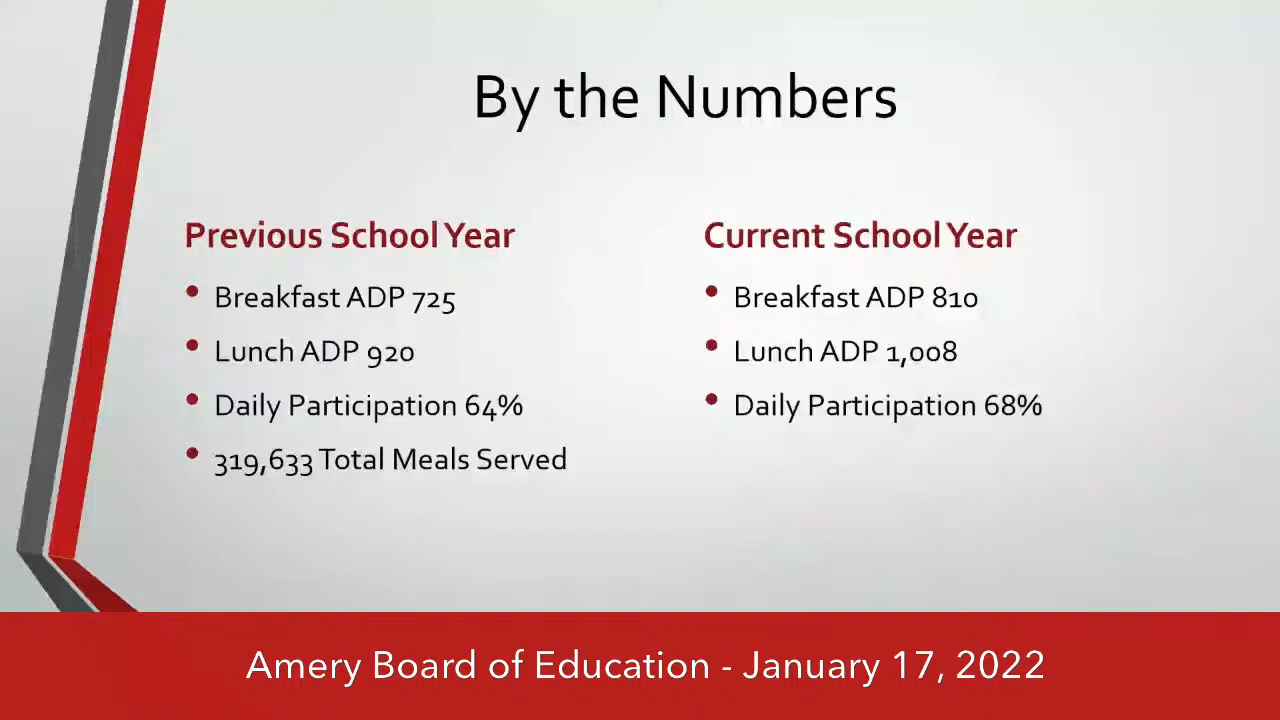 By the Numbers
Previous School Year
• Breakfast ADP 725
• Lunch ADP 920
• Daily Participation 64%
• 319,633 Total Meals Served
Current School Year
• Breakfast ADP 810
• Lunch ADP 1,008
• Daily Participation 68%
Amery Board of Education - January 17, 2022